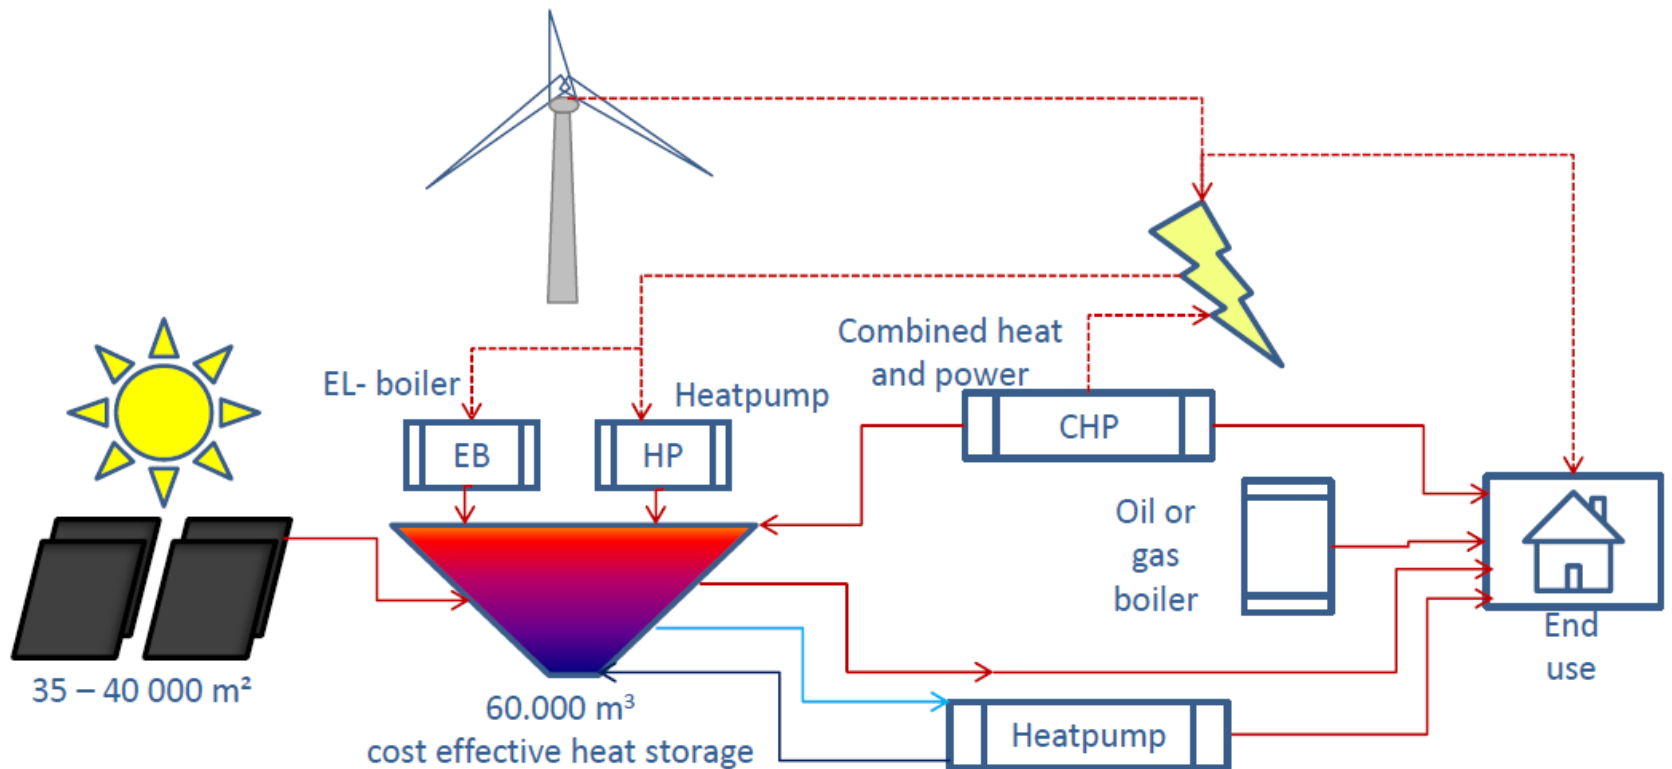 Combined heat
and power
EL- boiler
Heatpump
EB
HP
CHP
Oil or
gas
boiler
End
use
35 – 40 000 m²
60.000 m³
cost effective heat storage
Heatpump